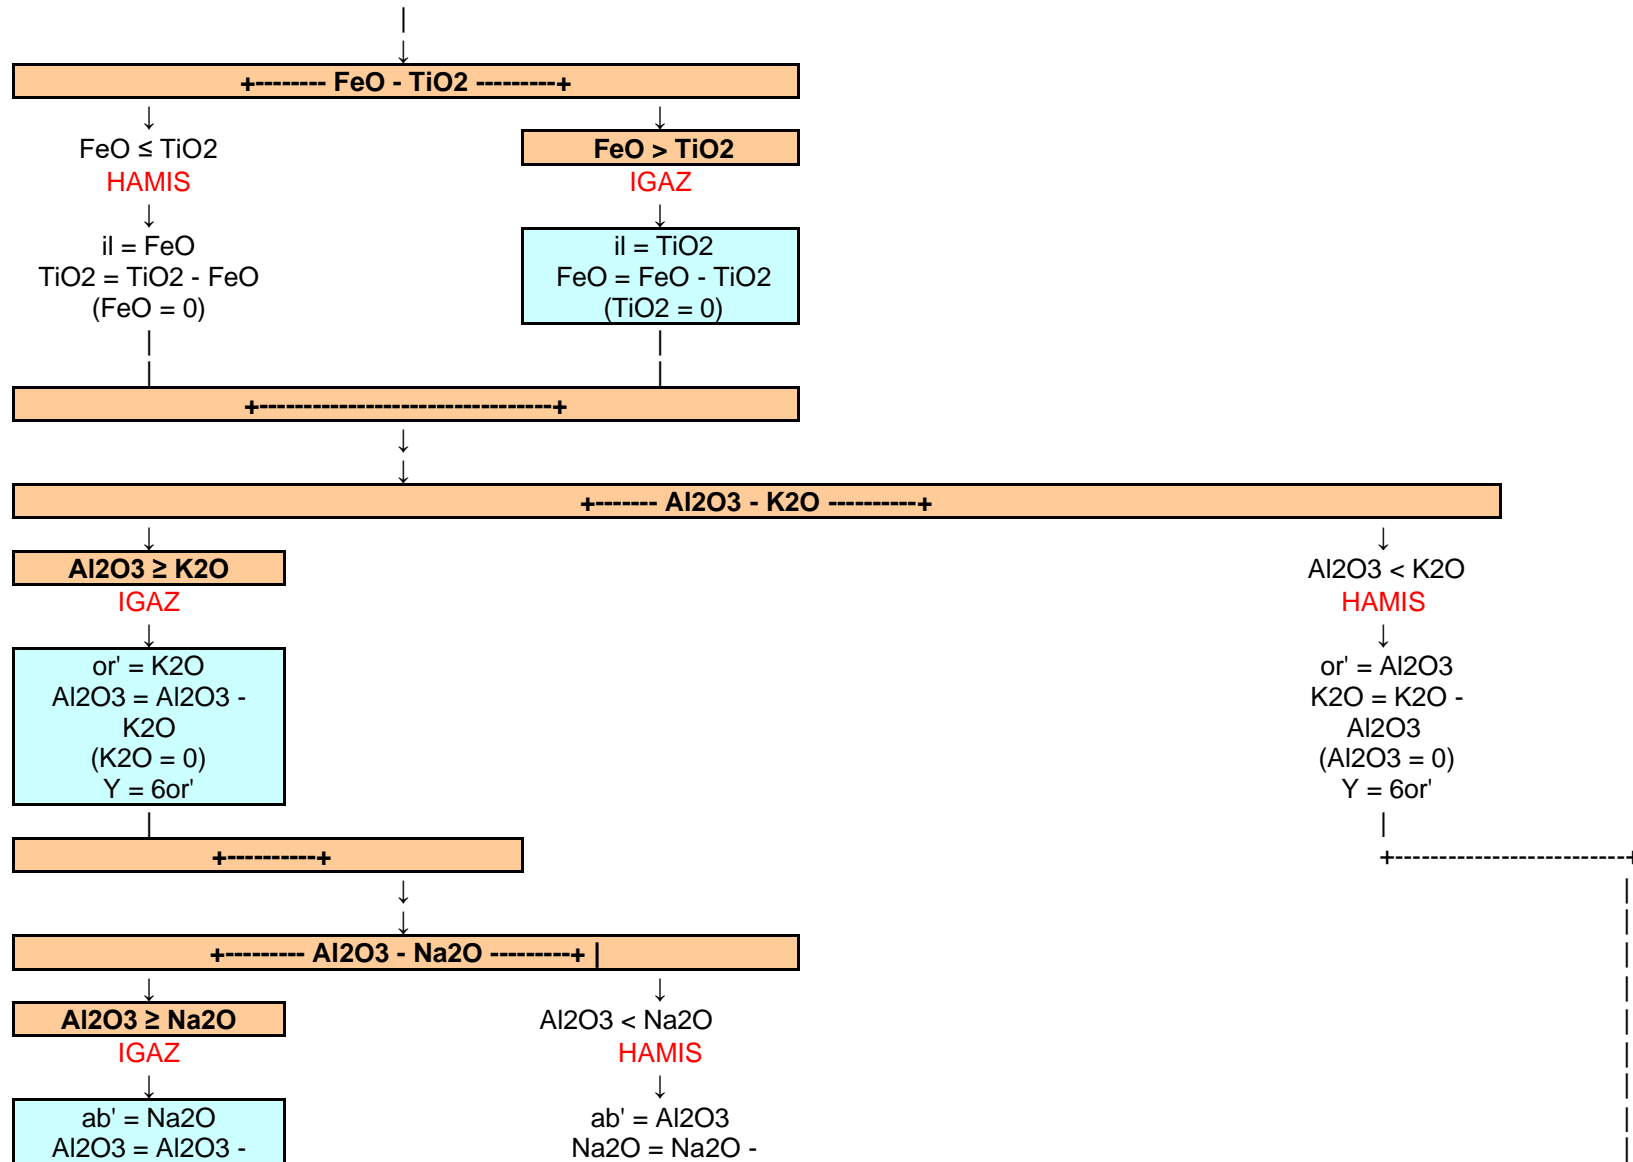 |
↓
+-------- FeO - TiO2 ---------+
↓ ↓
FeO ≤ TiO2 FeO > TiO2
HAMIS IGAZ
↓ ↓
il = FeO il = TiO2
TiO2 = TiO2 - FeO FeO = FeO - TiO2
(FeO = 0) (TiO2 = 0)
| |
| |
+-------------------------------+
↓
↓
+------- Al2O3 - K2O ----------+
↓ ↓
Al2O3 ≥ K2O Al2O3 < K2O
IGAZ HAMIS
↓ ↓
or' = K2O or' = Al2O3
Al2O3 = Al2O3 - K2O = K2O -
K2O Al2O3
(K2O = 0) (Al2O3 = 0)
Y = 6or' Y = 6or'
| |
+----------+ +--------------------------+
↓ |
↓ |
+--------- Al2O3 - Na2O ---------+ | |
↓ ↓ |
Al2O3 ≥ Na2O Al2O3 < Na2O |
IGAZ HAMIS |
↓ ↓ |
ab' = Na2O ab' = Al2O3 |
Al2O3 = Al2O3 - Na2O = Na2O - |